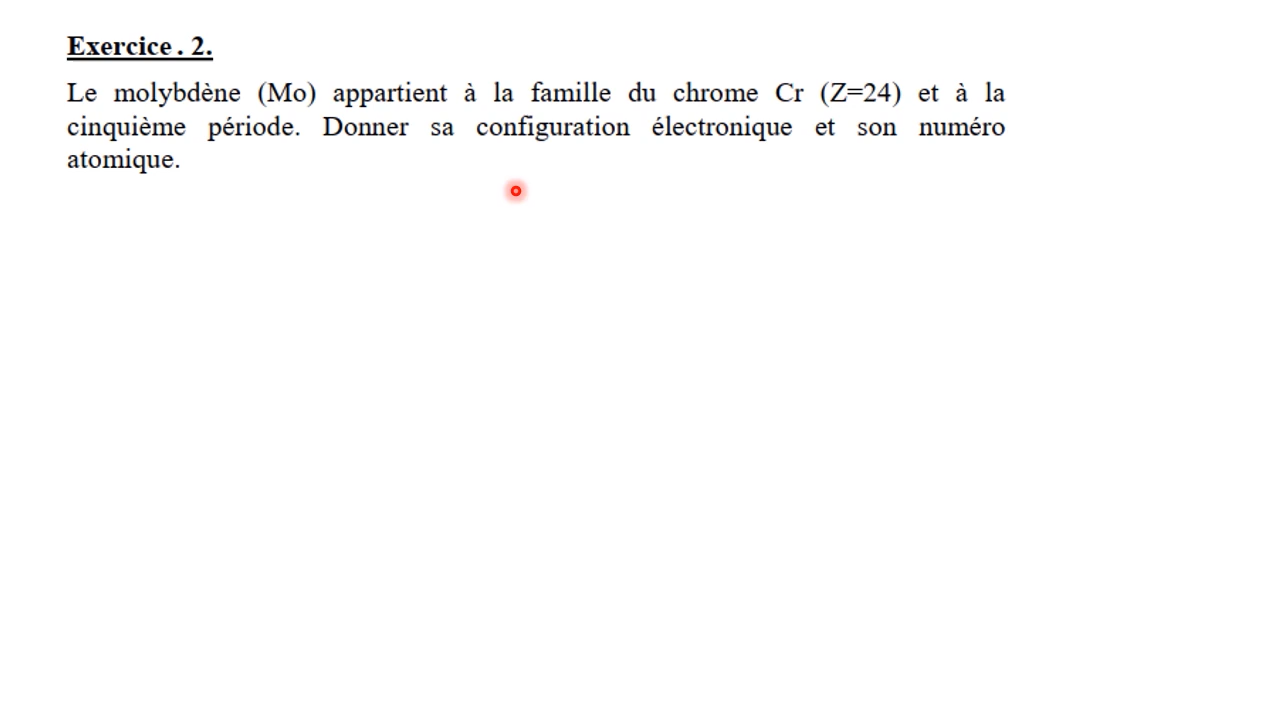 Exercice . 2.
Le molybdène (Mo) appartient à la famille du chrome Cr (Z=24) et à la
cinquième période. Donner sa configuration électronique et son numéro
atomique.